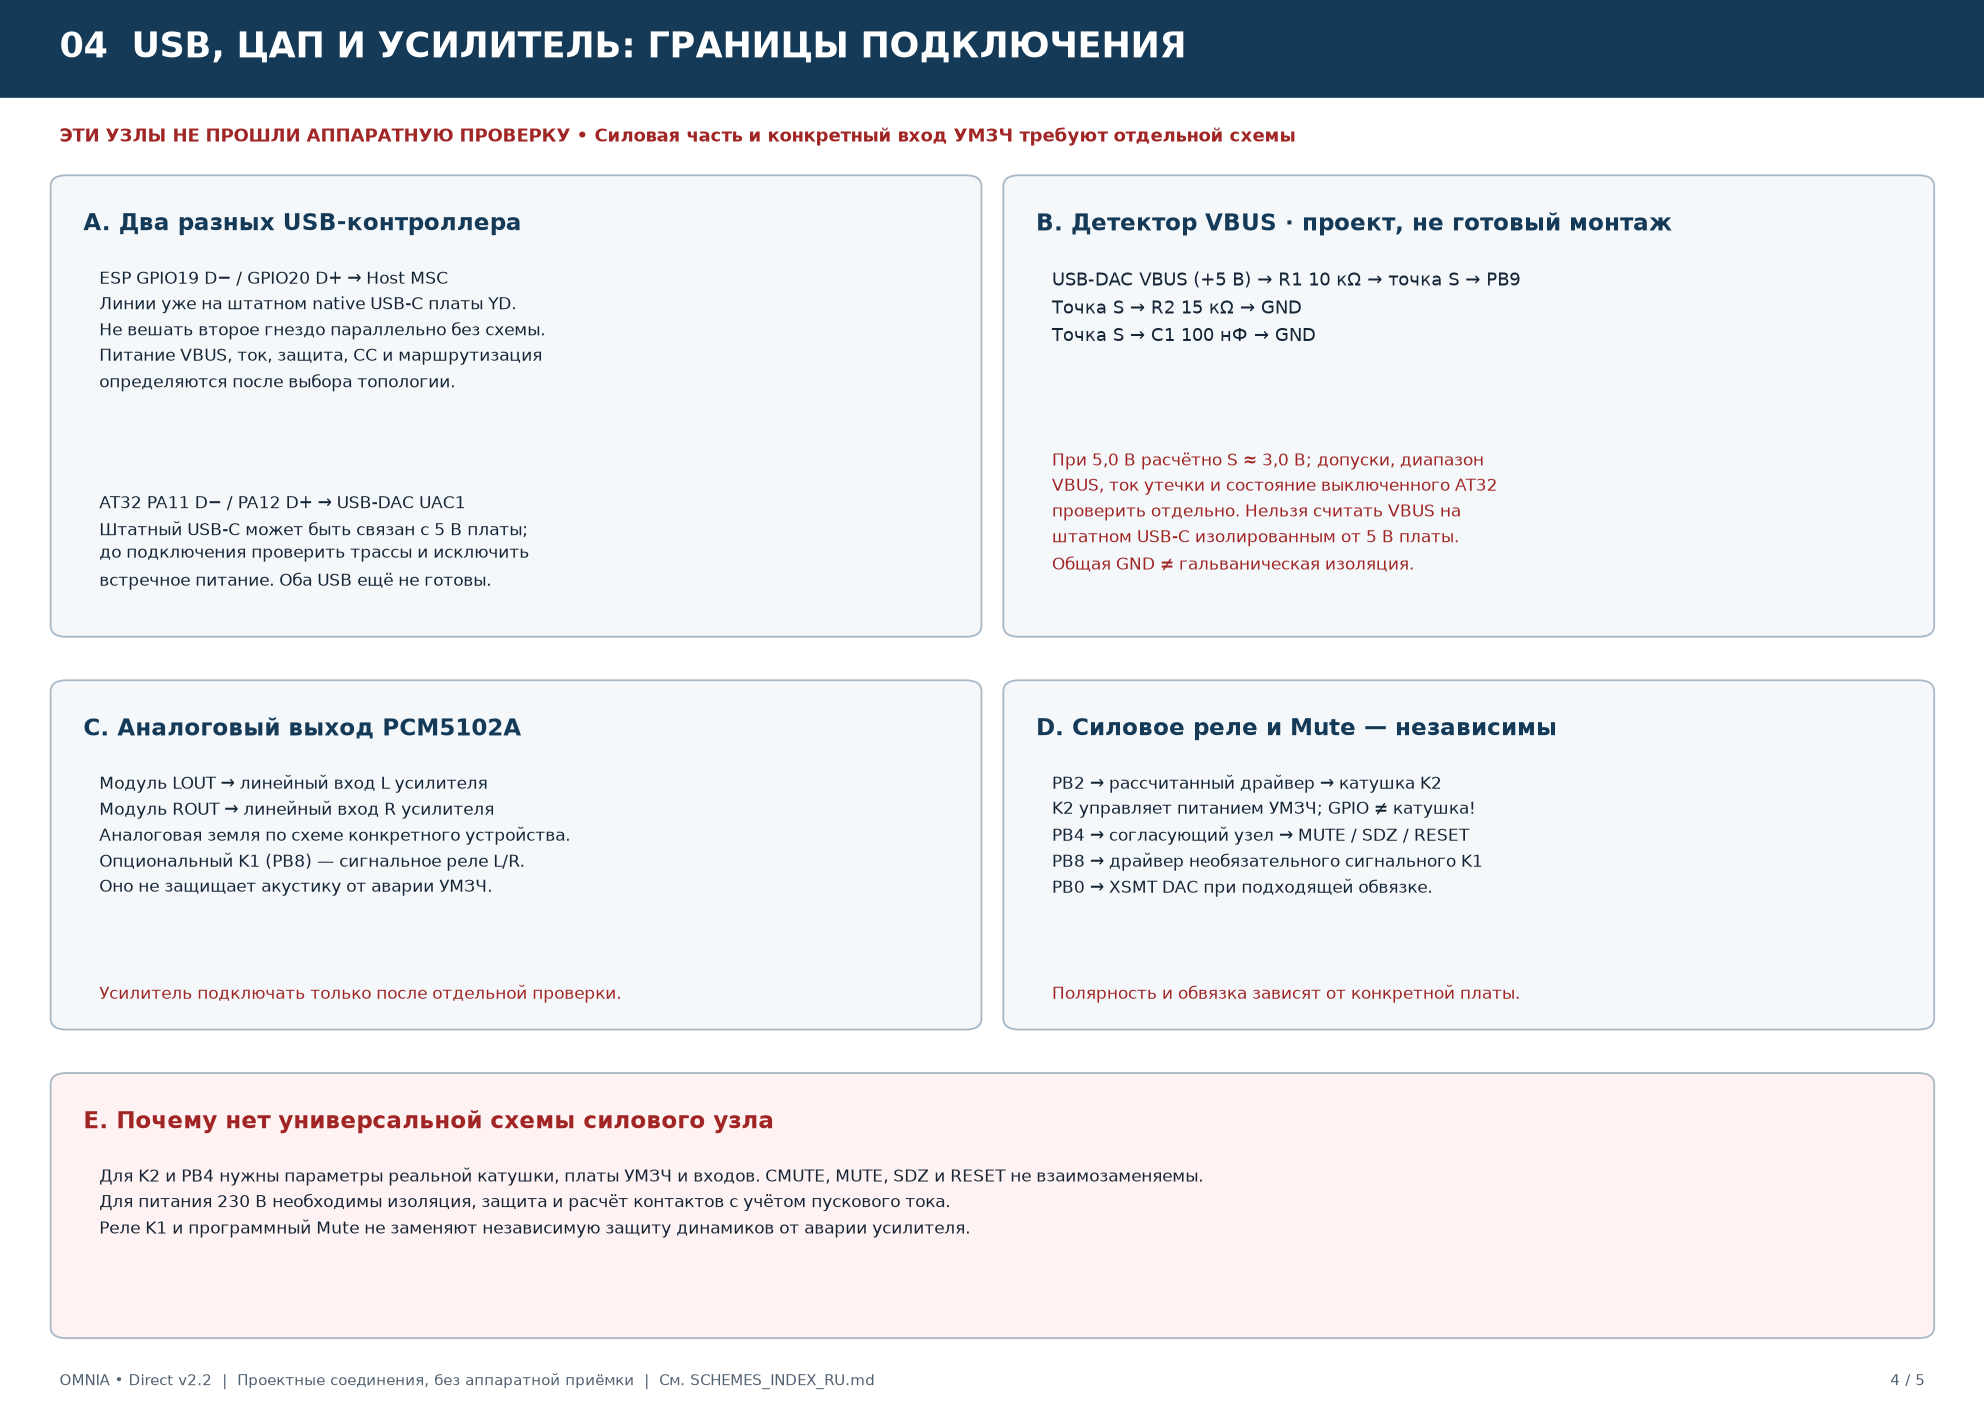 04 USB, ЦАП И УСИЛИТЕЛЬ: ГРАНИЦЫ ПОДКЛЮЧЕНИЯ
ЭТИ УЗЛЫ НЕ ПРОШЛИ АППАРАТНУЮ ПРОВЕРКУ • Силовая часть и конкретный вход УМЗЧ требуют отдельной схемы
A. Два разных USB-контроллера
ESP GPIO19 D− / GPIO20 D+ → Host MSC
Линии уже на штатном native USB-C платы YD.
Не вешать второе гнездо параллельно без схемы.
Питание VBUS, ток, защита, CC и маршрутизация
определяются после выбора топологии.
AT32 PA11 D− / PA12 D+ → USB-DAC UAC1
Штатный USB-C может быть связан с 5 В платы;
до подключения проверить трассы и исключить
встречное питание. Оба USB ещё не готовы.
B. Детектор VBUS · проект, не готовый монтаж
USB-DAC VBUS (+5 В) → R1 10 кΩ → точка S → PB9
Точка S → R2 15 кΩ → GND
Точка S → C1 100 нФ → GND
При 5,0 В расчётно S ≈ 3,0 В; допуски, диапазон
VBUS, ток утечки и состояние выключенного AT32
проверить отдельно. Нельзя считать VBUS на
штатном USB-C изолированным от 5 В платы.
Общая GND ≠ гальваническая изоляция.
C. Аналоговый выход PCM5102A
Модуль LOUT → линейный вход L усилителя
Модуль ROUT → линейный вход R усилителя
Аналоговая земля по схеме конкретного устройства.
Опциональный K1 (PB8) — сигнальное реле L/R.
Оно не защищает акустику от аварии УМЗЧ.
Усилитель подключать только после отдельной проверки.
D. Силовое реле и Mute — независимы
PB2 → рассчитанный драйвер → катушка K2
K2 управляет питанием УМЗЧ; GPIO ≠ катушка!
PB4 → согласующий узел → MUTE / SDZ / RESET
PB8 → драйвер необязательного сигнального K1
PB0 → XSMT DAC при подходящей обвязке.
Полярность и обвязка зависят от конкретной платы.
E. Почему нет универсальной схемы силового узла
Для K2 и PB4 нужны параметры реальной катушки, платы УМЗЧ и входов. CMUTE, MUTE, SDZ и RESET не взаимозаменяемы.
Для питания 230 В необходимы изоляция, защита и расчёт контактов с учётом пускового тока.
Реле K1 и программный Mute не заменяют независимую защиту динамиков от аварии усилителя.
OMNIA • Direct v2.2 | Проектные соединения, без аппаратной приёмки | См. SCHEMES_INDEX_RU.md
4 / 5